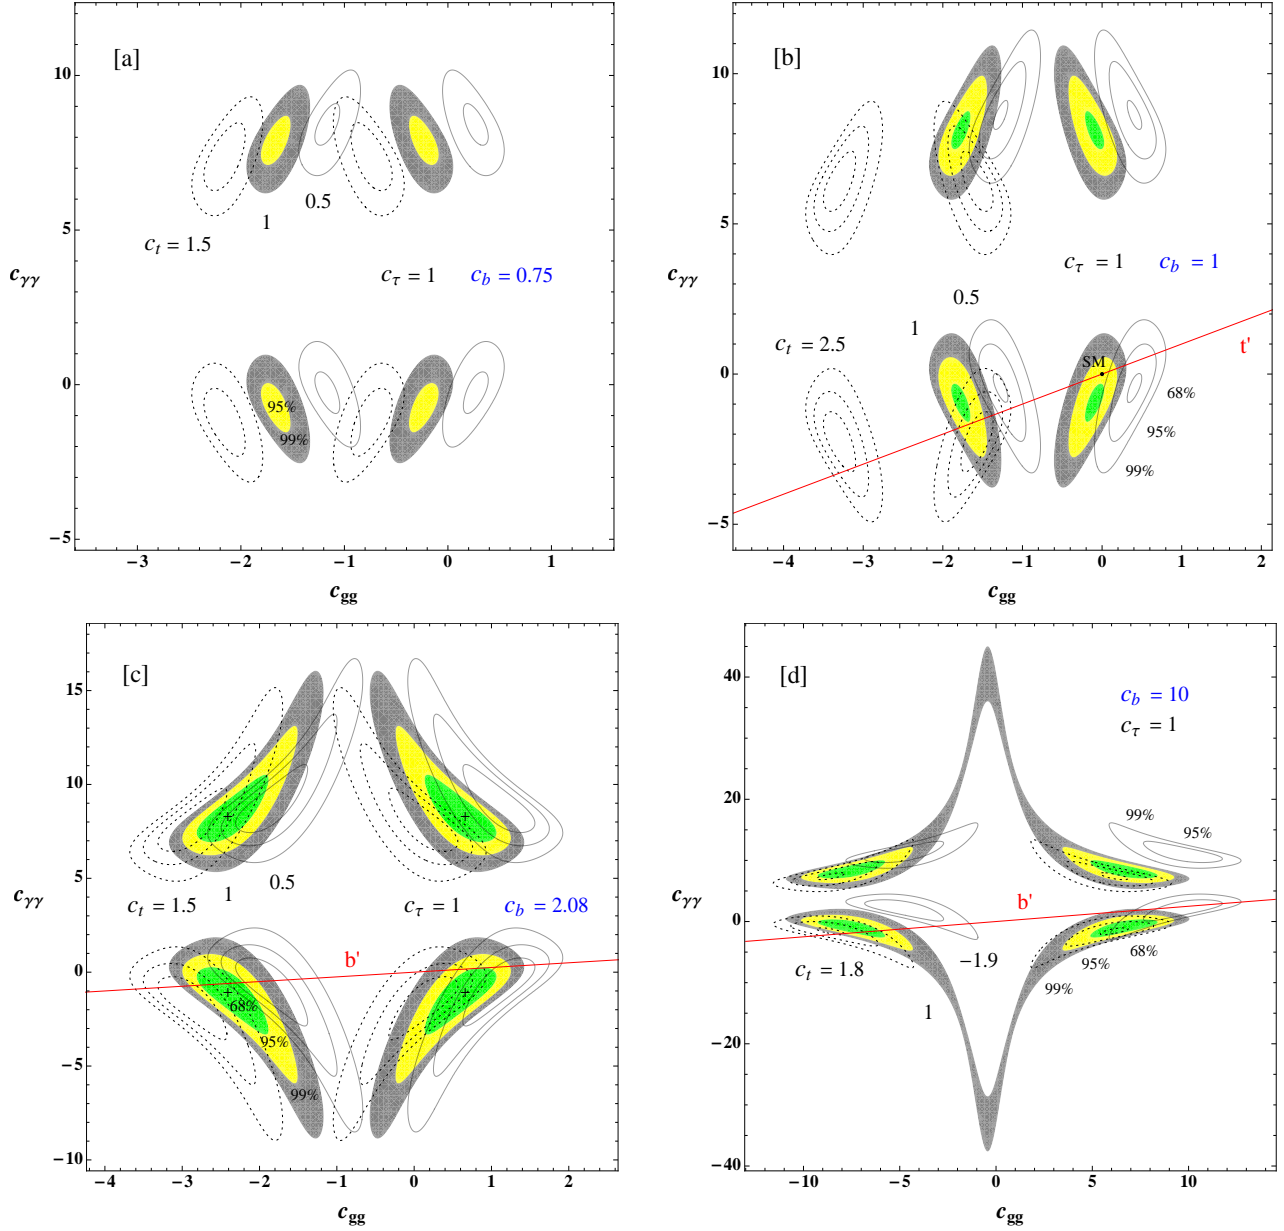 [a]
10
5
0
−5
−3
−2
−1
0
1
c_γγ
c_gg
c_t = 1.5
1
0.5
c_τ = 1
c_b = 0.75
95%
99%
[b]
10
5
0
−5
−4
−3
−2
−1
0
1
2
c_γγ
c_gg
c_τ = 1
c_b = 1
0.5
1
c_t = 2.5
SM
t'
68%
95%
99%
[c]
15
10
5
0
−5
−10
−4
−3
−2
−1
0
1
2
c_γγ
c_gg
0.5
1
c_t = 1.5
c_τ = 1
c_b = 2.08
b'
68%
95%
99%
[d]
40
20
0
−20
−40
−10
−5
0
5
10
c_γγ
c_gg
c_b = 10
c_τ = 1
99%
95%
b'
c_t = 1.8
−1.9
1
68%
95%
99%